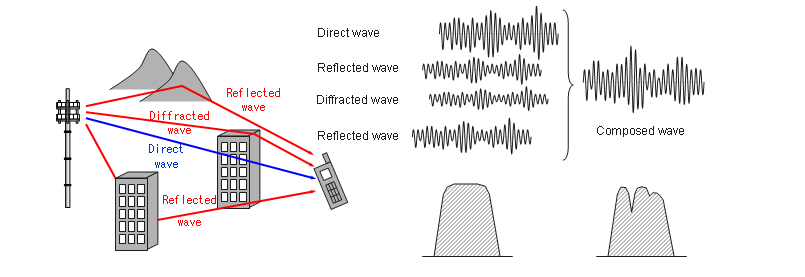 Reflected
wave
Diffracted
wave
Direct
wave
Reflected
wave
Direct wave
Reflected wave
Diffracted wave
Reflected wave
Composed wave